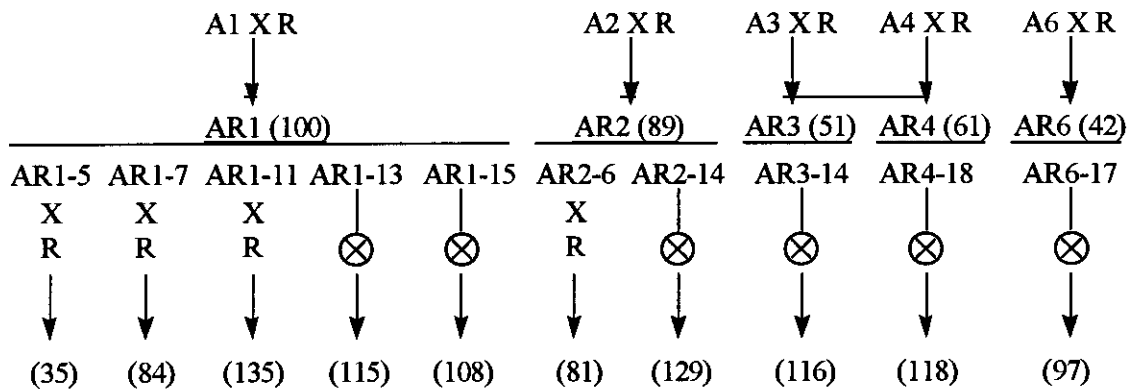 A1 X R A2 X R A3 X R A4 X R A6 X R
AR1 (100) AR2 (89) AR3 (51) AR4 (61) AR6 (42)
AR1-5 AR1-7 AR1-11 AR1-13 AR1-15 AR2-6 AR2-14 AR3-14 AR4-18 AR6-17
X X X X
R R R R
(35) (84) (135) (115) (108) (81) (129) (116) (118) (97)